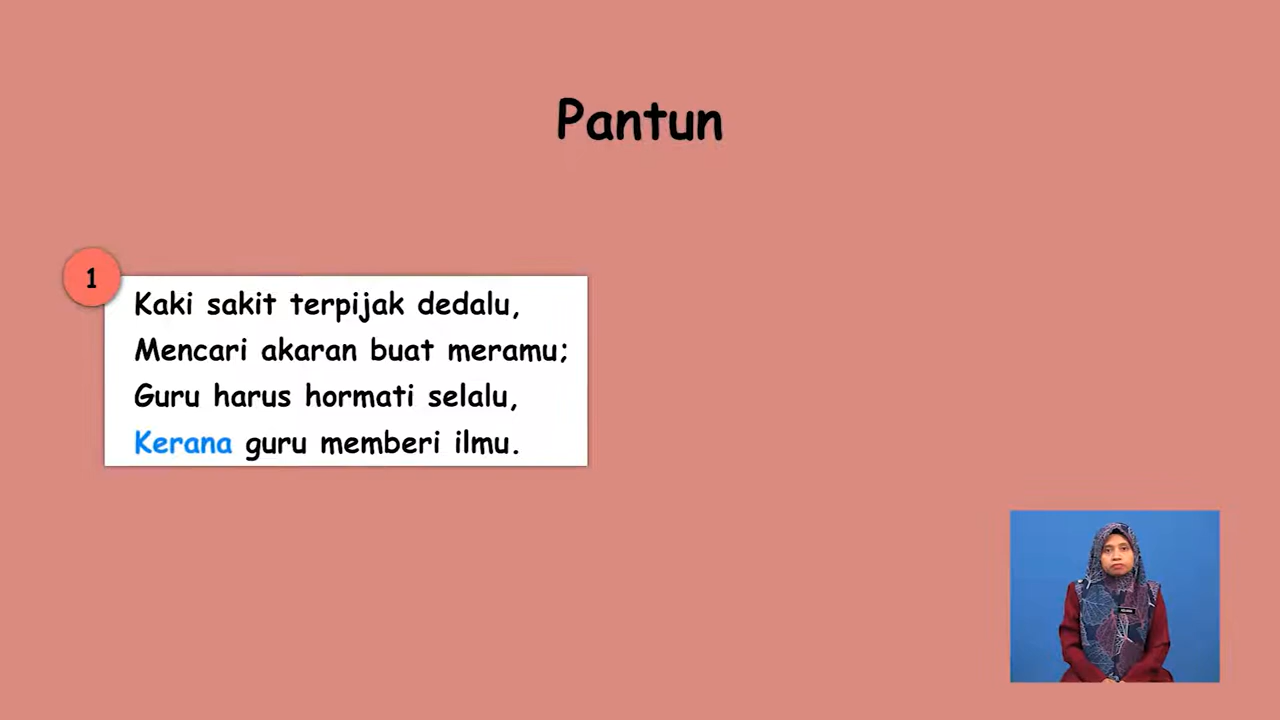 Pantun
1
Kaki sakit terpijak dedalu,
Mencari akaran buat meramu;
Guru harus hormati selalu,
Kerana guru memberi ilmu.